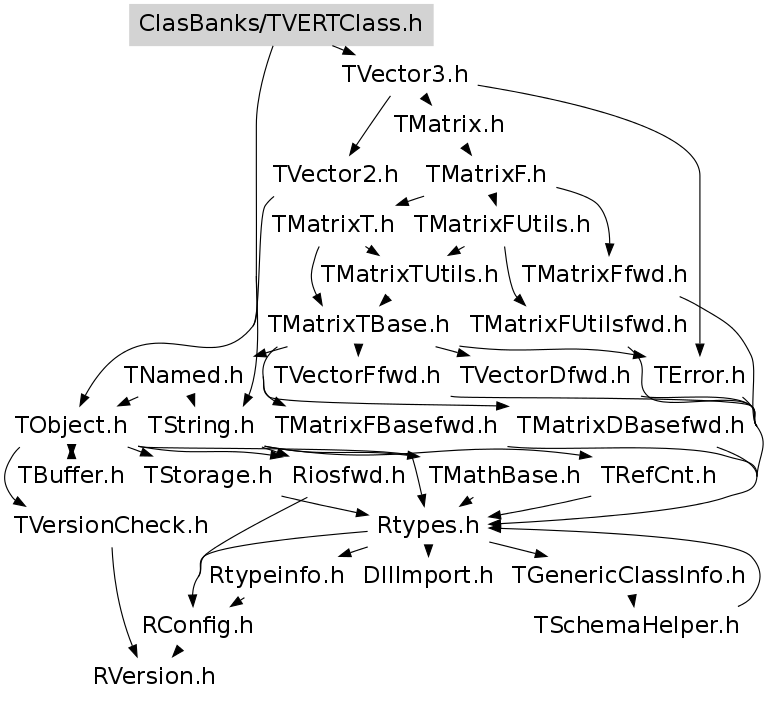 ClasBanks/TVERTClass.h
TVector3.h
TMatrix.h
TVector2.h
TMatrixF.h
TMatrixT.h
TMatrixFUtils.h
TMatrixTUtils.h
TMatrixFfwd.h
TMatrixTBase.h
TMatrixFUtilsfwd.h
TNamed.h
TVectorFfwd.h
TVectorDfwd.h
TError.h
TObject.h
TString.h
TMatrixFBasefwd.h
TMatrixDBasefwd.h
TBuffer.h
TStorage.h
Riosfwd.h
TMathBase.h
TRefCnt.h
TVersionCheck.h
Rtypes.h
Rtypeinfo.h
DllImport.h
TGenericClassInfo.h
RConfig.h
TSchemaHelper.h
RVersion.h